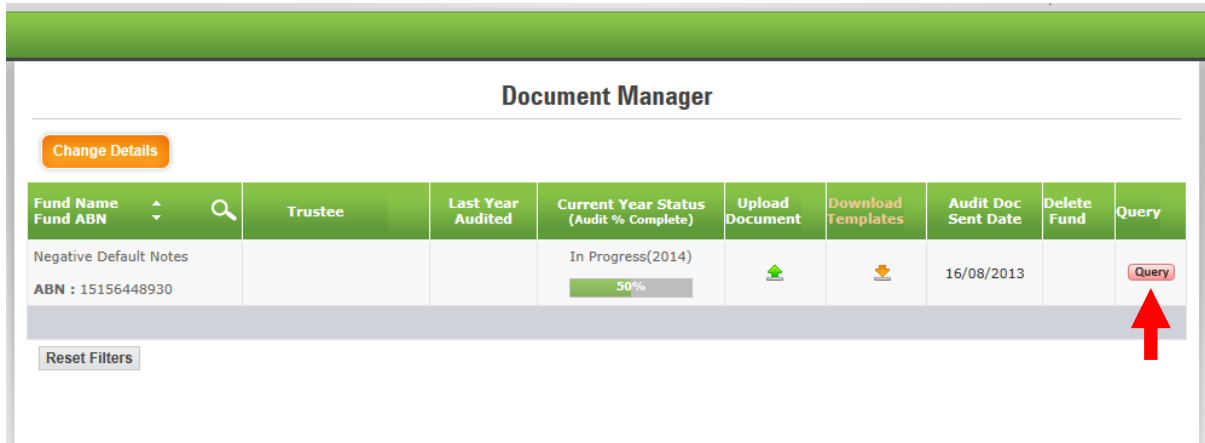 Document Manager
Change Details
Fund Name
Fund ABN
Trustee
Last Year
Audited
Current Year Status
(Audit % Complete)
Upload
Document
Download
Templates
Audit Doc
Sent Date
Delete
Fund
Query
Negative Default Notes
ABN : 15156448930
In Progress(2014)
50%
16/08/2013
Query
Reset Filters